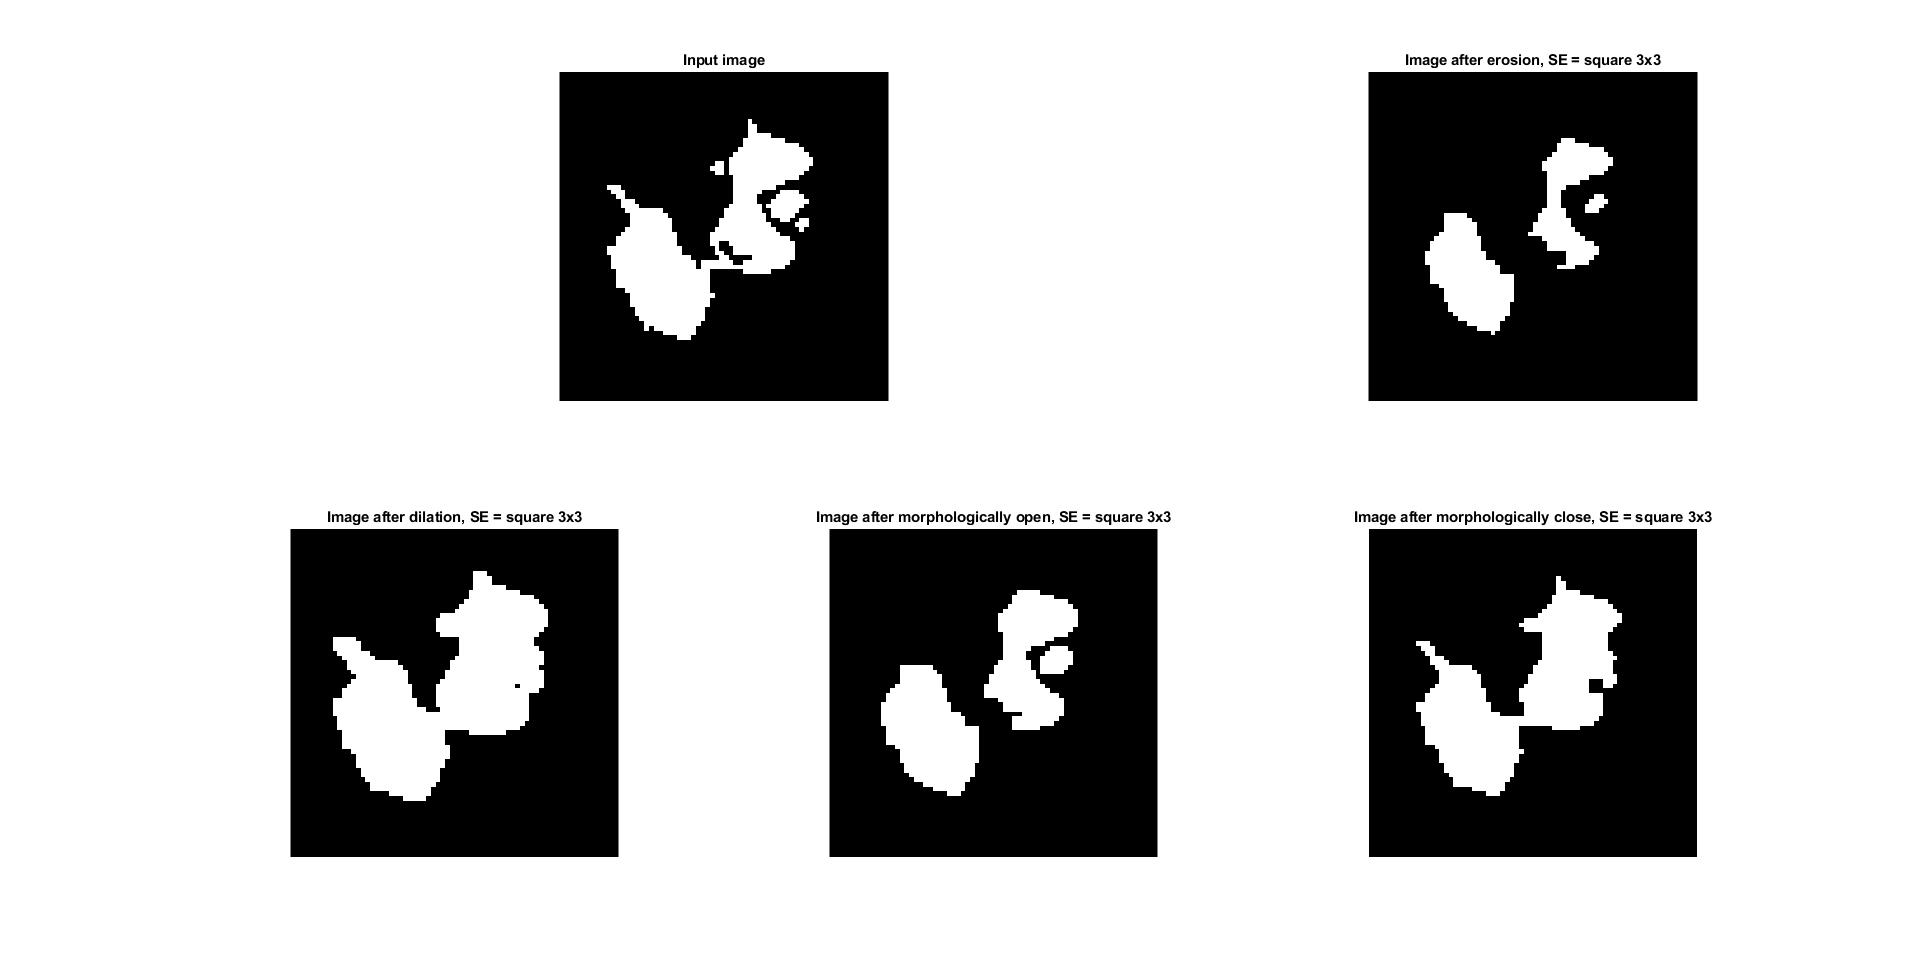 Input image
Image after erosion, SE = square 3x3
Image after dilation, SE = square 3x3
Image after morphologically open, SE = square 3x3
Image after morphologically close, SE = square 3x3